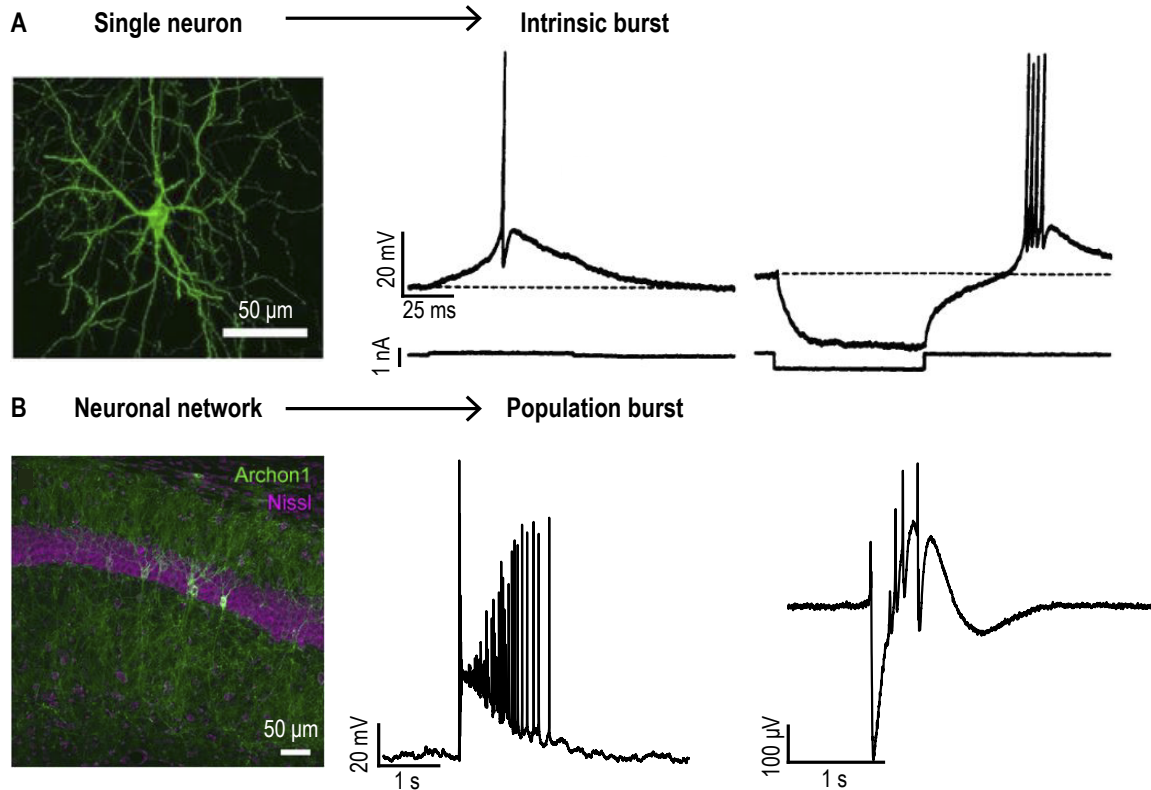 A Single neuron Intrinsic burst
50 µm
20 mV
25 ms
1 nA
B Neuronal network Population burst
Archon1
Nissl
50 µm
20 mV
1 s
100 µV
1 s